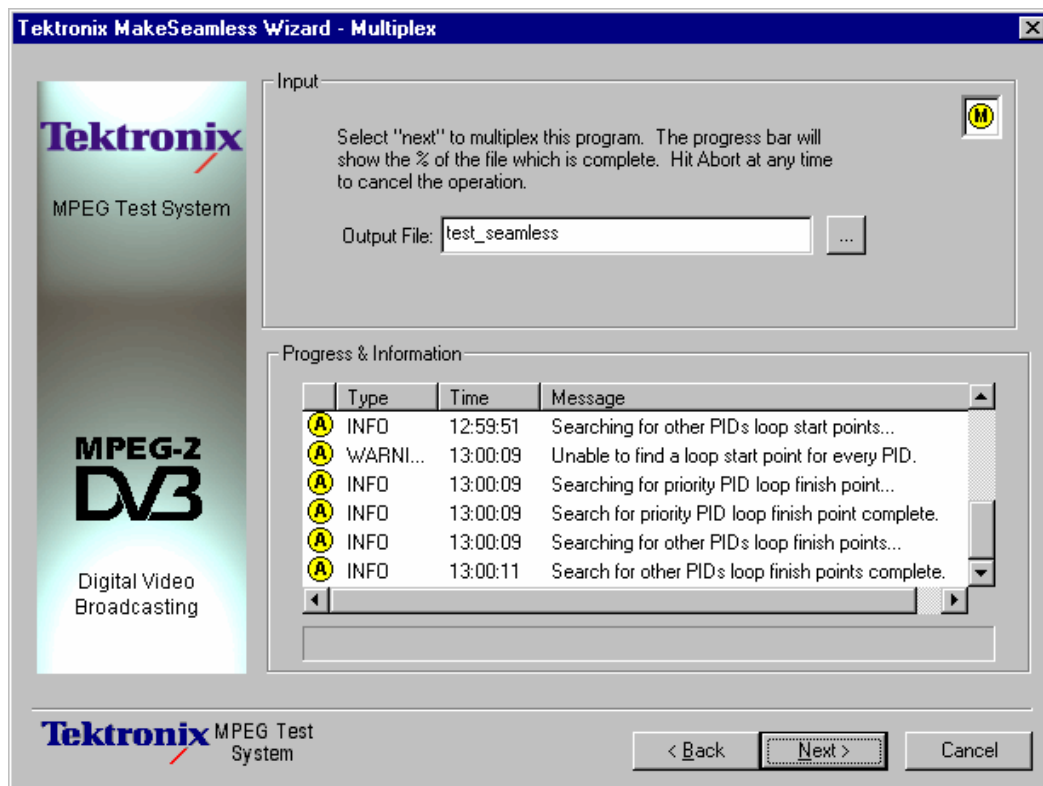 Tektronix MakeSeamless Wizard - Multiplex
Tektronix
MPEG Test System
MPEG-2
DVB
Digital Video
Broadcasting
Input
M
Select "next" to multiplex this program. The progress bar will
show the % of the file which is complete. Hit Abort at any time
to cancel the operation.
Output File: test_seamless ...
Progress & Information
Type Time Message
A INFO 12:59:51 Searching for other PIDs loop start points...
A WARNI... 13:00:09 Unable to find a loop start point for every PID.
A INFO 13:00:09 Searching for priority PID loop finish point...
A INFO 13:00:09 Search for priority PID loop finish point complete.
A INFO 13:00:09 Searching for other PIDs loop finish points...
A INFO 13:00:11 Search for other PIDs loop finish points complete.
Tektronix MPEG Test
System
< Back Next > Cancel